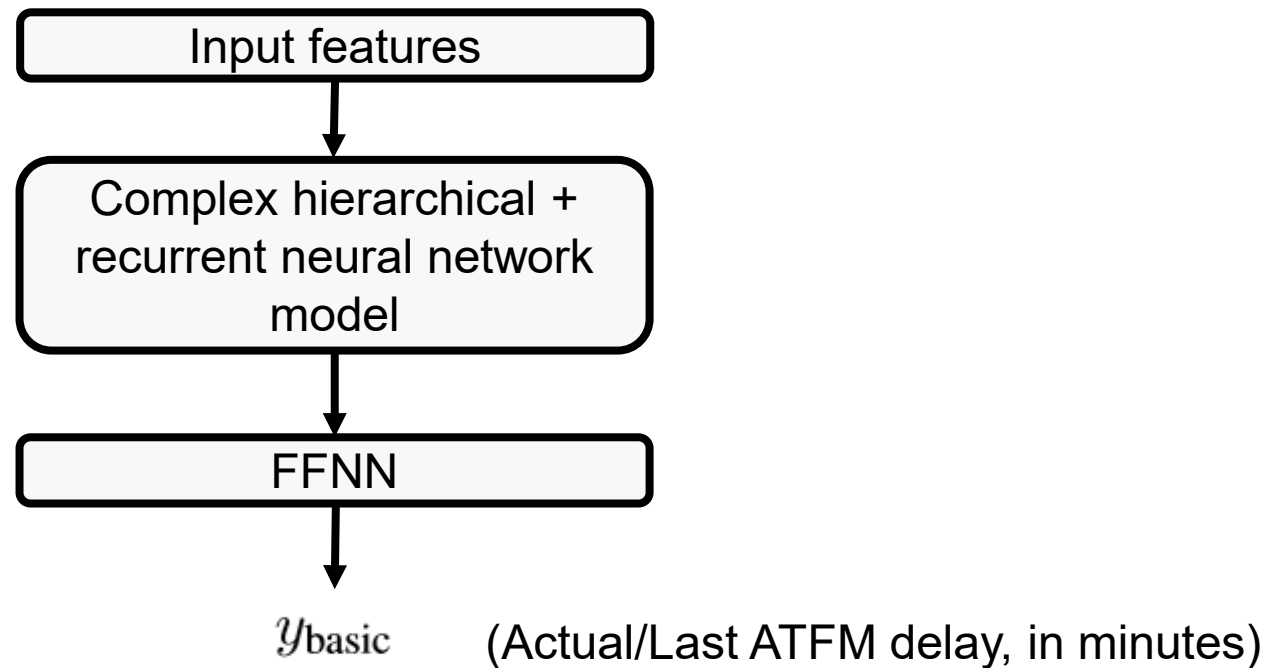 Input features
Complex hierarchical +
recurrent neural network
model
FFNN
𝑦basic (Actual/Last ATFM delay, in minutes)